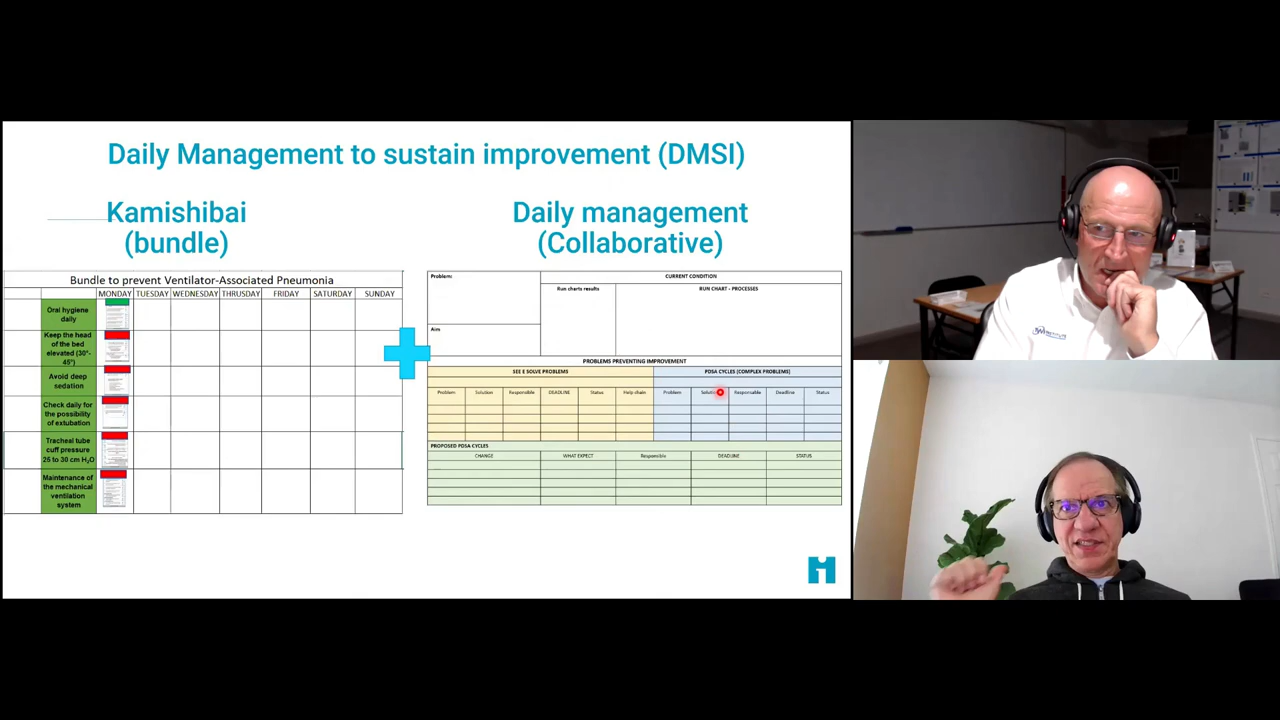 Daily Management to sustain improvement (DMSI)
Kamishibai
(bundle)
Daily management
(Collaborative)
Bundle to prevent Ventilator-Associated Pneumonia
MONDAY TUESDAY WEDNESDAY THRUSDAY FRIDAY SATURDAY SUNDAY
Oral hygiene
daily
Keep the head
of the bed
elevated (30°-
45°)
Avoid deep
sedation
Check daily for
the possibility
of extubation
Tracheal tube
cuff pressure
25 to 30 cm H₂O
Maintenance of
the mechanical
ventilation
system
Problem:
CURRENT CONDITION
Run charts results
RUN CHART - PROCESSES
Aim
PROBLEMS PREVENTING IMPROVEMENT
SEE E SOLVE PROBLEMS
PDSA CYCLES (COMPLEX PROBLEMS)
Problem Solution Responsible DEADLINE Status Help chain Problem Responsable Deadline Status
PROPOSED PDSA CYCLES
CHANGE WHAT EXPECT Responsible DEADLINE STATUS